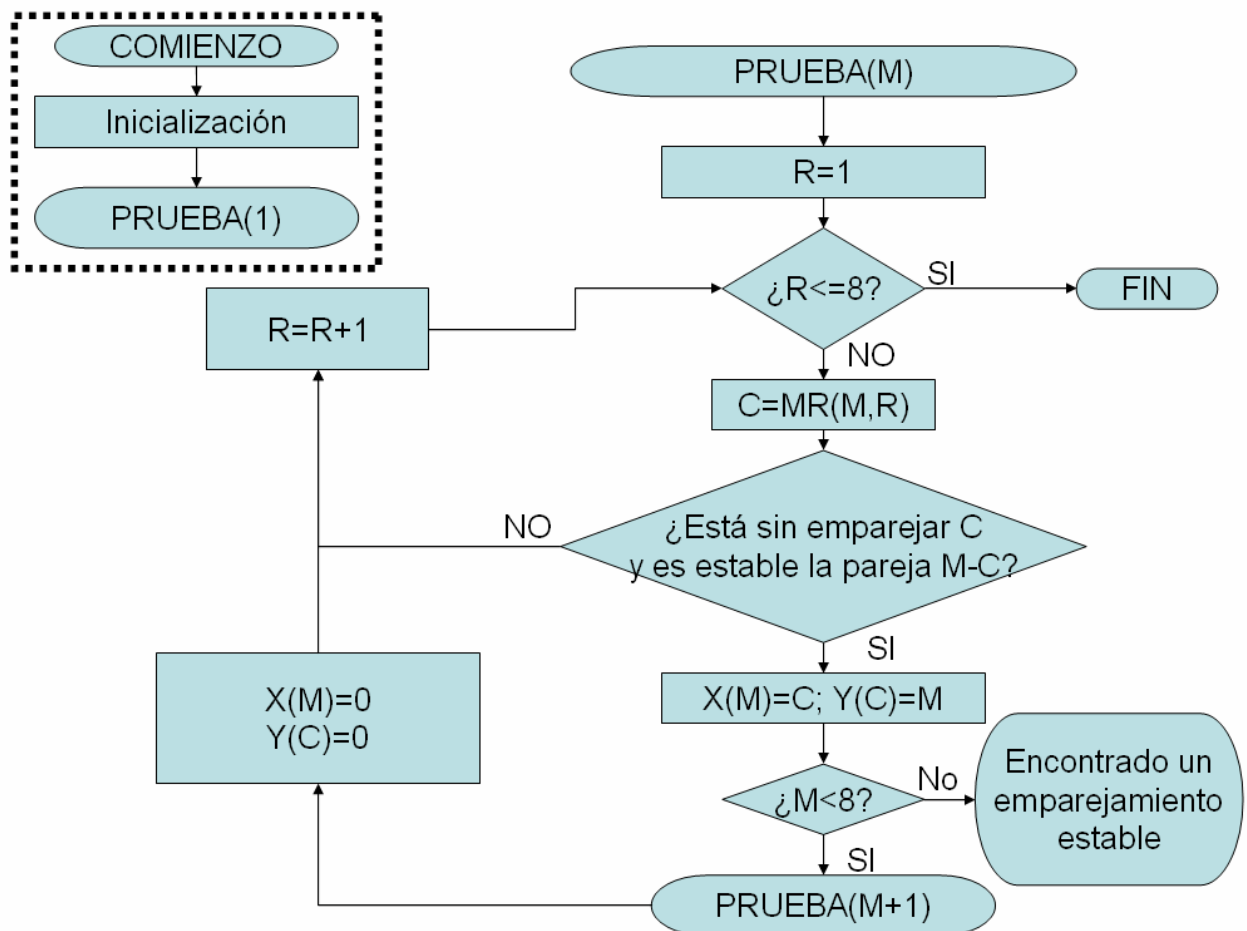 COMIENZO
Inicialización
PRUEBA(1)
PRUEBA(M)
R=1
¿R<=8?
SI
FIN
NO
R=R+1
C=MR(M,R)
¿Está sin emparejar C
y es estable la pareja M-C?
NO
SI
X(M)=C; Y(C)=M
X(M)=0
Y(C)=0
¿M<8?
No
Encontrado un
emparejamiento
estable
SI
PRUEBA(M+1)